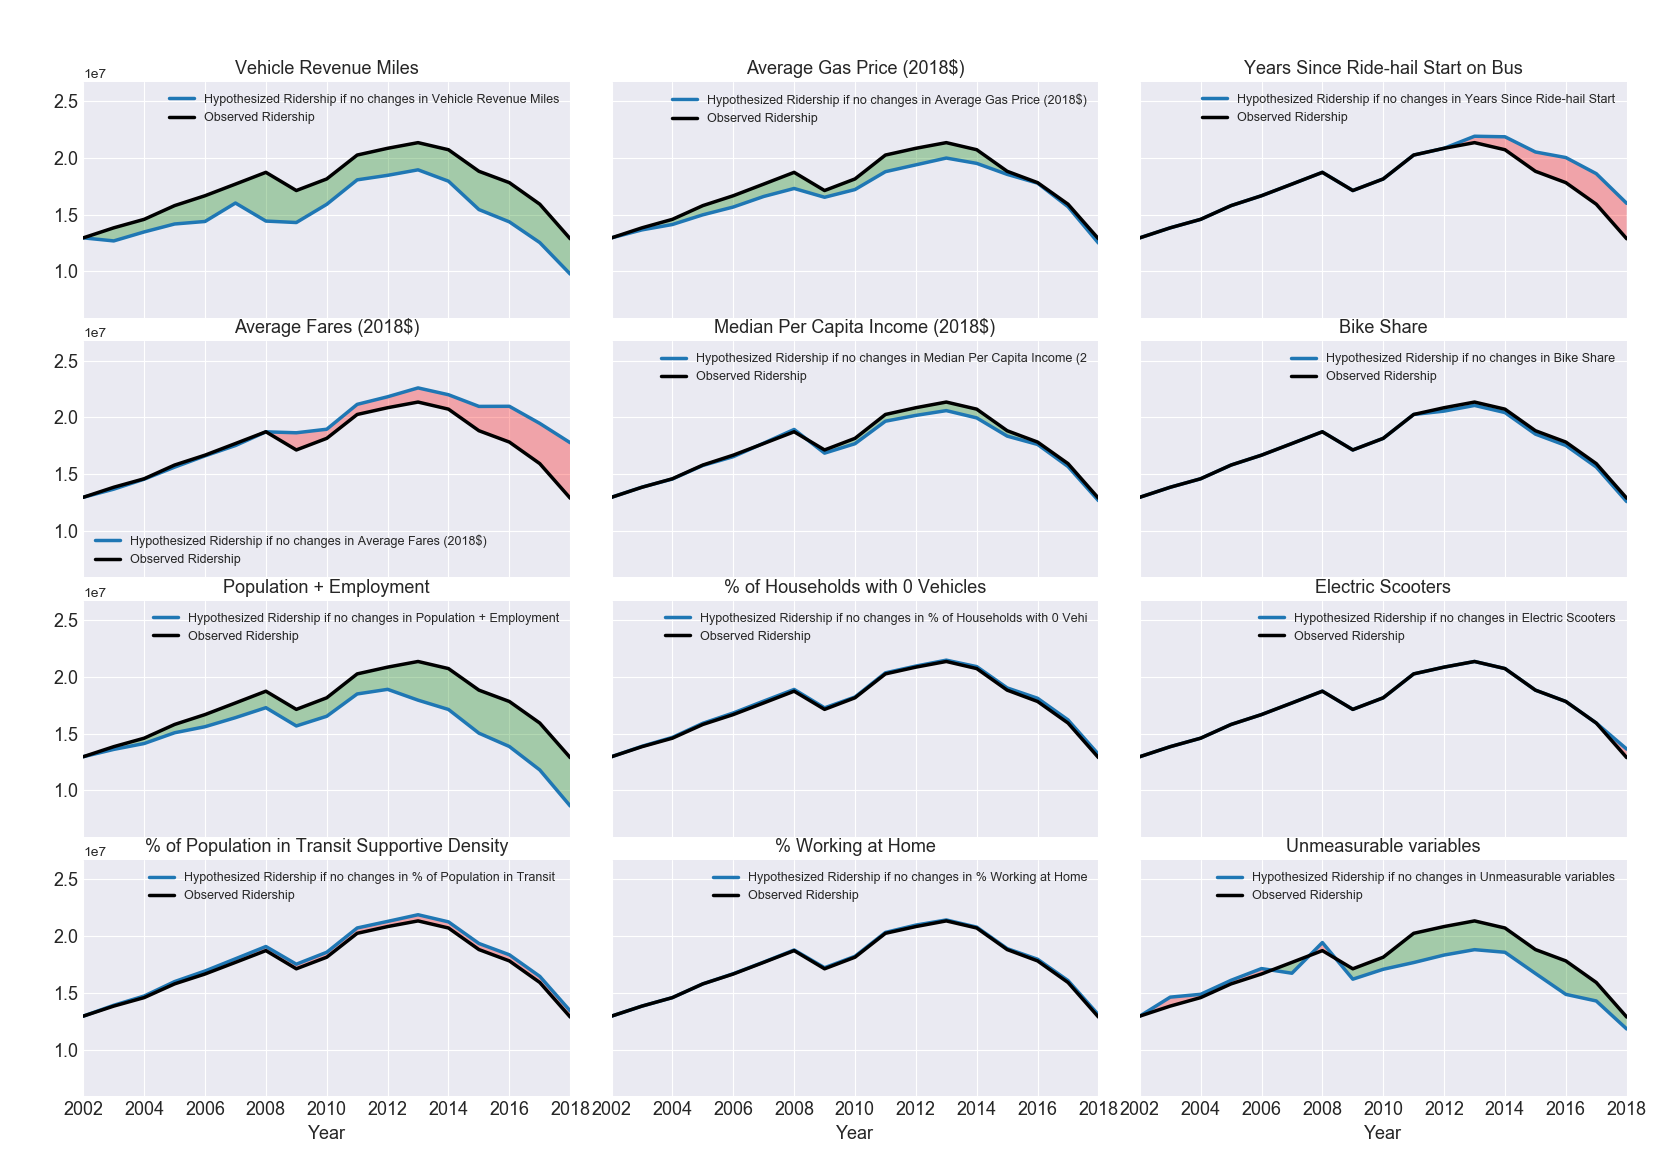 Vehicle Revenue Miles
1e7
Hypothesized Ridership if no changes in Vehicle Revenue Miles
Observed Ridership
2.5
2.0
1.5
1.0
Average Gas Price (2018$)
Hypothesized Ridership if no changes in Average Gas Price (2018$)
Observed Ridership
Years Since Ride-hail Start on Bus
Hypothesized Ridership if no changes in Years Since Ride-hail Start
Observed Ridership
Average Fares (2018$)
1e7
2.5
2.0
1.5
1.0
Hypothesized Ridership if no changes in Average Fares (2018$)
Observed Ridership
Median Per Capita Income (2018$)
Hypothesized Ridership if no changes in Median Per Capita Income (2
Observed Ridership
Bike Share
Hypothesized Ridership if no changes in Bike Share
Observed Ridership
Population + Employment
1e7
Hypothesized Ridership if no changes in Population + Employment
Observed Ridership
2.5
2.0
1.5
1.0
% of Households with 0 Vehicles
Hypothesized Ridership if no changes in % of Households with 0 Vehi
Observed Ridership
Electric Scooters
Hypothesized Ridership if no changes in Electric Scooters
Observed Ridership
% of Population in Transit Supportive Density
1e7
Hypothesized Ridership if no changes in % of Population in Transit
Observed Ridership
2.5
2.0
1.5
1.0
2002 2004 2006 2008 2010 2012 2014 2016 2018
Year
% Working at Home
Hypothesized Ridership if no changes in % Working at Home
Observed Ridership
2002 2004 2006 2008 2010 2012 2014 2016 2018
Year
Unmeasurable variables
Hypothesized Ridership if no changes in Unmeasurable variables
Observed Ridership
2002 2004 2006 2008 2010 2012 2014 2016 2018
Year